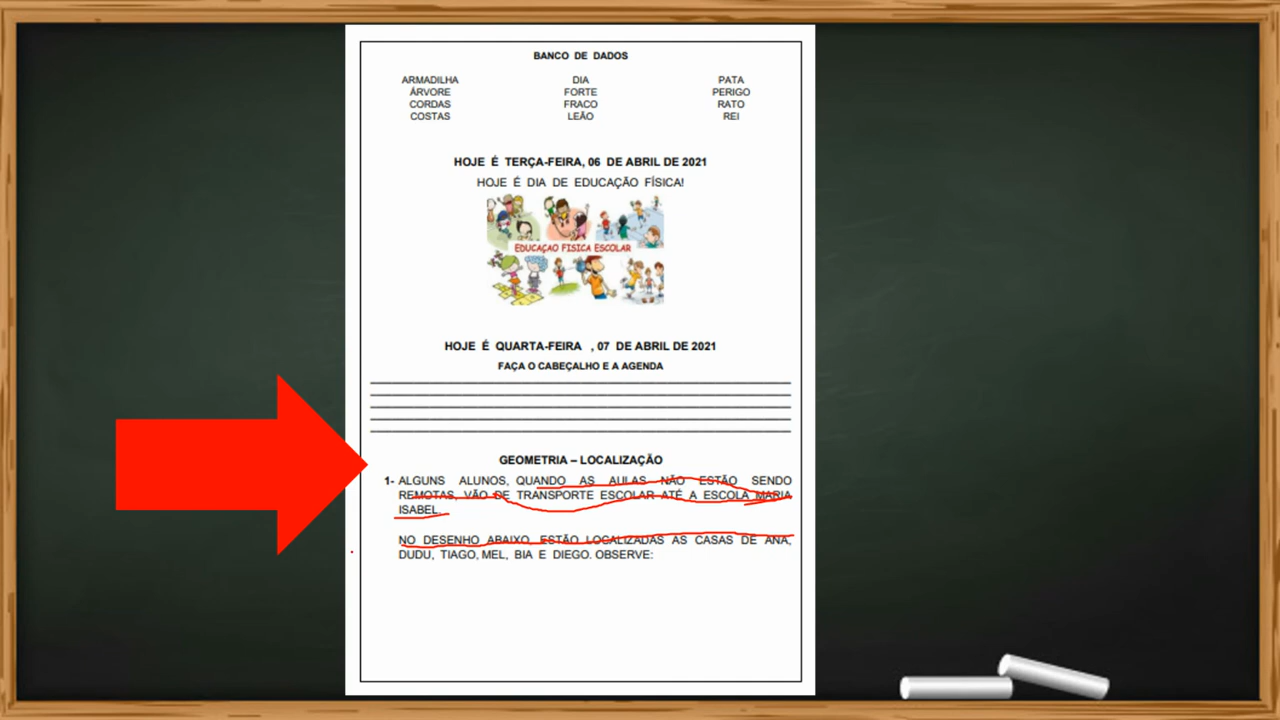 BANCO DE DADOS
ARMADILHA DIA PATA
ÁRVORE FORTE PERIGO
CORDAS FRACO RATO
COSTAS LEÃO REI
HOJE É TERÇA-FEIRA, 06 DE ABRIL DE 2021
HOJE É DIA DE EDUCAÇÃO FÍSICA!
EDUCAÇAO FISICA ESCOLAR
HOJE É QUARTA-FEIRA , 07 DE ABRIL DE 2021
FAÇA O CABEÇALHO E A AGENDA
GEOMETRIA – LOCALIZAÇÃO
1- ALGUNS ALUNOS, QUANDO AS AULAS NÃO ESTÃO SENDO
REMOTAS, VÃO DE TRANSPORTE ESCOLAR ATÉ A ESCOLA MARIA
ISABEL.
NO DESENHO ABAIXO, ESTÃO LOCALIZADAS AS CASAS DE ANA,
DUDU, TIAGO, MEL, BIA E DIEGO. OBSERVE: